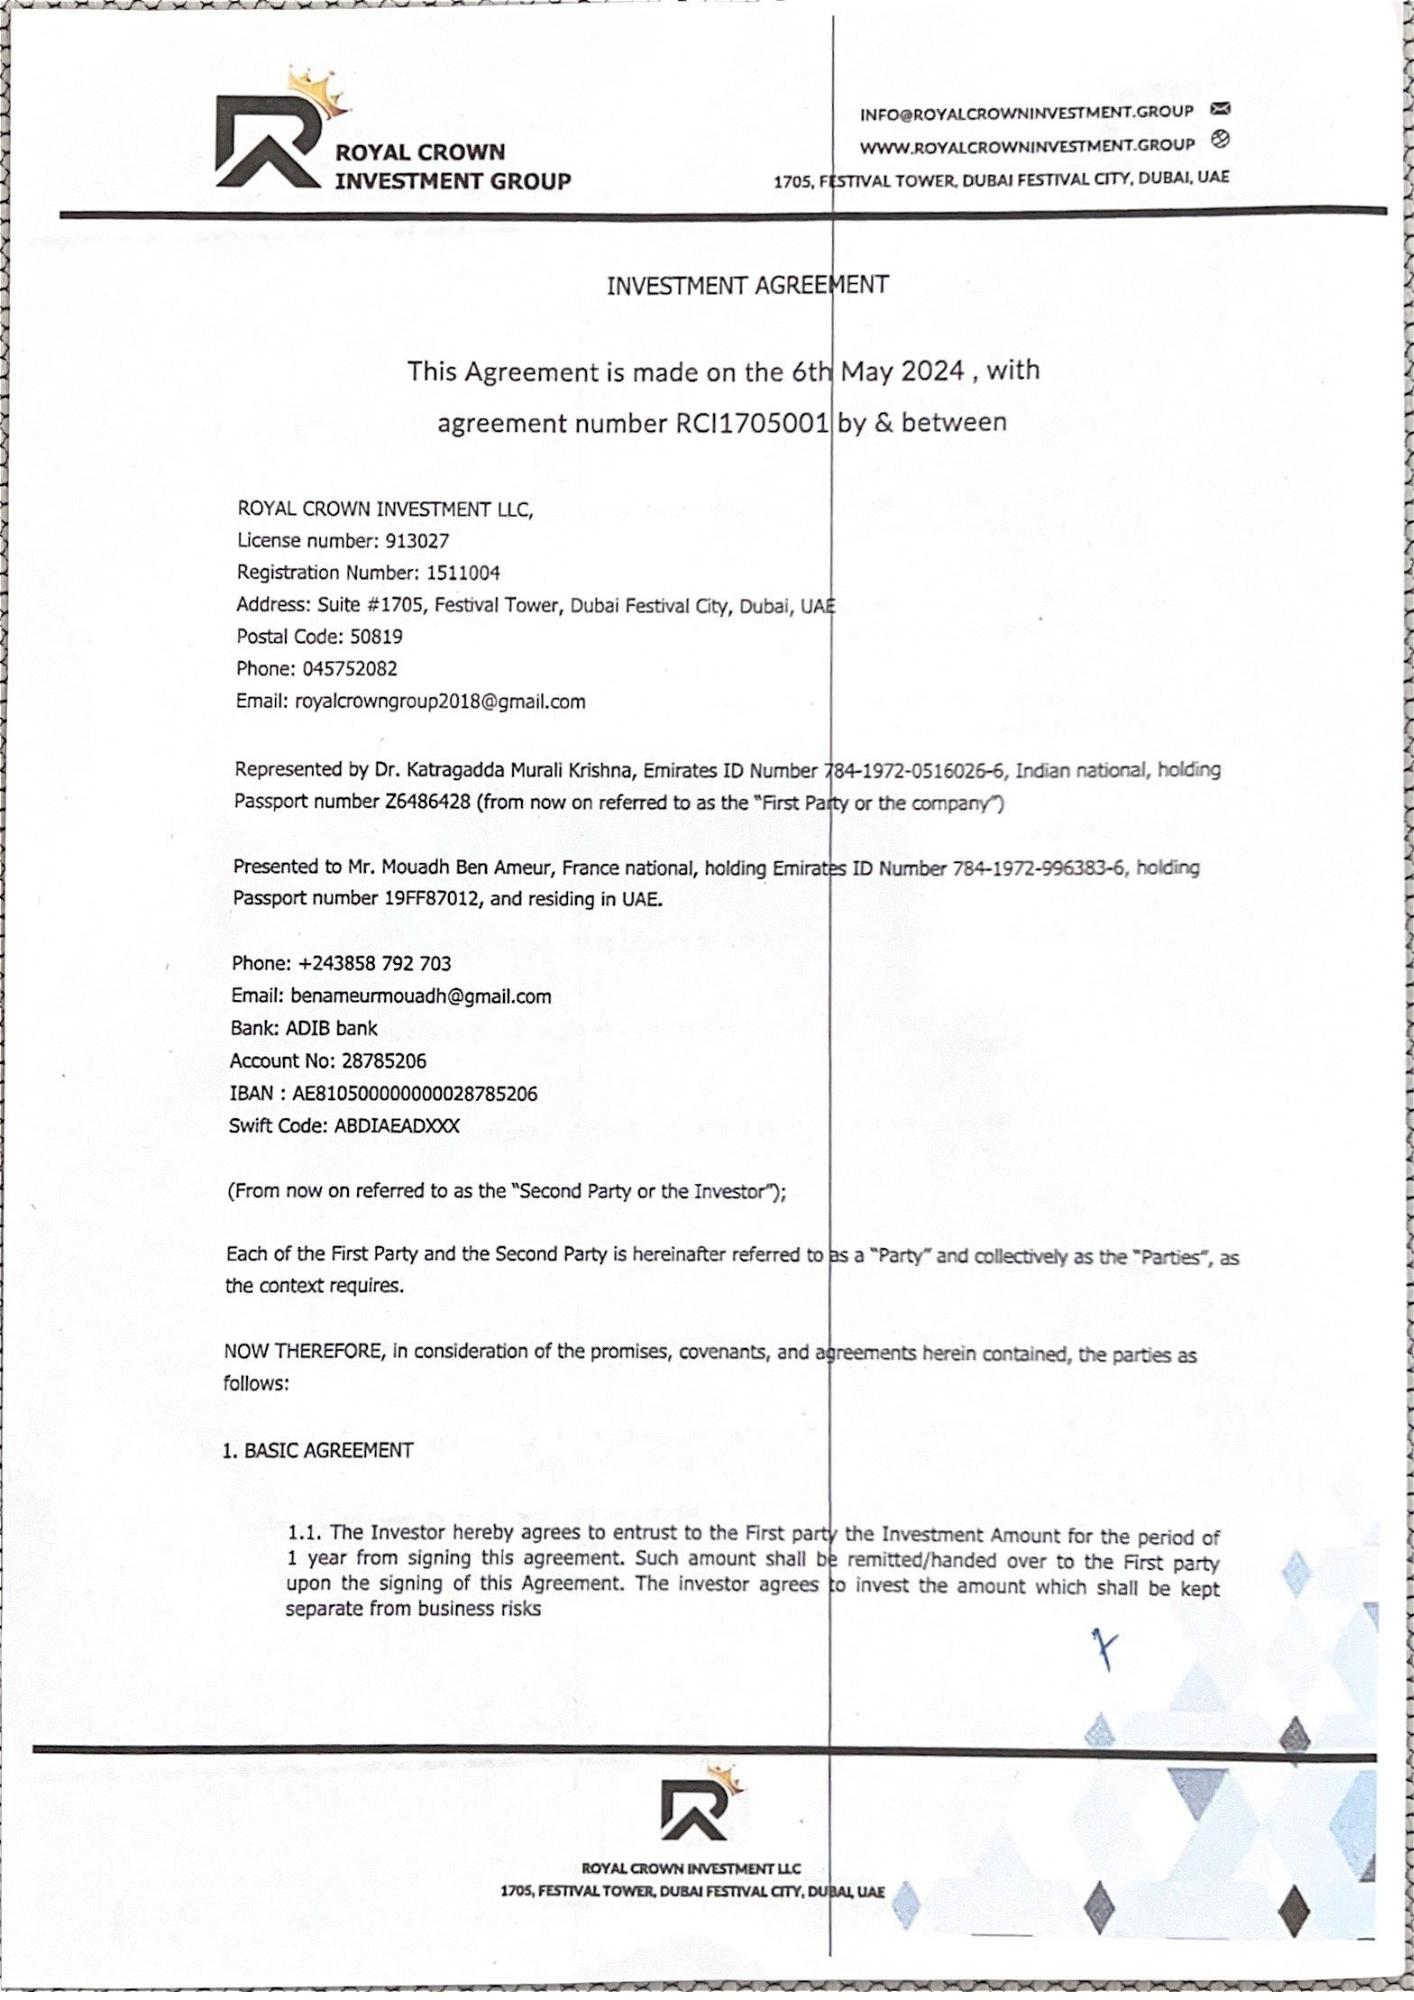 ROYAL CROWN
INVESTMENT GROUP
INFO@ROYALCROWNINVESTMENT.GROUP
WWW.ROYALCROWNINVESTMENT.GROUP
1705, FESTIVAL TOWER, DUBAI FESTIVAL CITY, DUBAI, UAE
INVESTMENT AGREEMENT
This Agreement is made on the 6th May 2024 , with
agreement number RCI1705001 by & between
ROYAL CROWN INVESTMENT LLC,
License number: 913027
Registration Number: 1511004
Address: Suite #1705, Festival Tower, Dubai Festival City, Dubai, UAE
Postal Code: 50819
Phone: 045752082
Email: royalcrowngroup2018@gmail.com
Represented by Dr. Katragadda Murali Krishna, Emirates ID Number 784-1972-0516026-6, Indian national, holding
Passport number Z6486428 (from now on referred to as the "First Party or the company")
Presented to Mr. Mouadh Ben Ameur, France national, holding Emirates ID Number 784-1972-996383-6, holding
Passport number 19FF87012, and residing in UAE.
Phone: +243858 792 703
Email: benameurmouadh@gmail.com
Bank: ADIB bank
Account No: 28785206
IBAN : AE810500000000028785206
Swift Code: ABDIAEADXXX
(From now on referred to as the "Second Party or the Investor");
Each of the First Party and the Second Party is hereinafter referred to as a "Party" and collectively as the "Parties", as
the context requires.
NOW THEREFORE, in consideration of the promises, covenants, and agreements herein contained, the parties as
follows:
1. BASIC AGREEMENT
1.1. The Investor hereby agrees to entrust to the First party the Investment Amount for the period of
1 year from signing this agreement. Such amount shall be remitted/handed over to the First party
upon the signing of this Agreement. The investor agrees to invest the amount which shall be kept
separate from business risks
ROYAL CROWN INVESTMENT LLC
1705, FESTIVAL TOWER, DUBAI FESTIVAL CITY, DUBAI, UAE